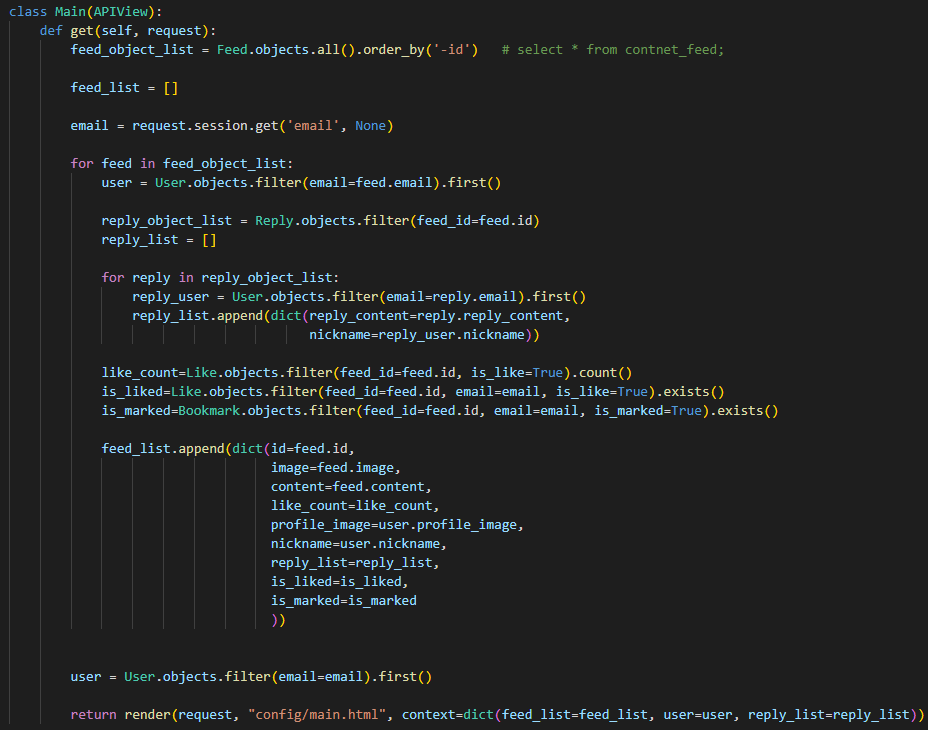 class Main(APIView):
    def get(self, request):
        feed_object_list = Feed.objects.all().order_by('-id')   # select * from contnet_feed;

        feed_list = []

        email = request.session.get('email', None)

        for feed in feed_object_list:
            user = User.objects.filter(email=feed.email).first()

            reply_object_list = Reply.objects.filter(feed_id=feed.id)
            reply_list = []

            for reply in reply_object_list:
                reply_user = User.objects.filter(email=reply.email).first()
                reply_list.append(dict(reply_content=reply.reply_content,
                                       nickname=reply_user.nickname))

            like_count=Like.objects.filter(feed_id=feed.id, is_like=True).count()
            is_liked=Like.objects.filter(feed_id=feed.id, email=email, is_like=True).exists()
            is_marked=Bookmark.objects.filter(feed_id=feed.id, email=email, is_marked=True).exists()

            feed_list.append(dict(id=feed.id,
                                  image=feed.image,
                                  content=feed.content,
                                  like_count=like_count,
                                  profile_image=user.profile_image,
                                  nickname=user.nickname,
                                  reply_list=reply_list,
                                  is_liked=is_liked,
                                  is_marked=is_marked
                                  ))


        user = User.objects.filter(email=email).first()

        return render(request, "config/main.html", context=dict(feed_list=feed_list, user=user, reply_list=reply_list))